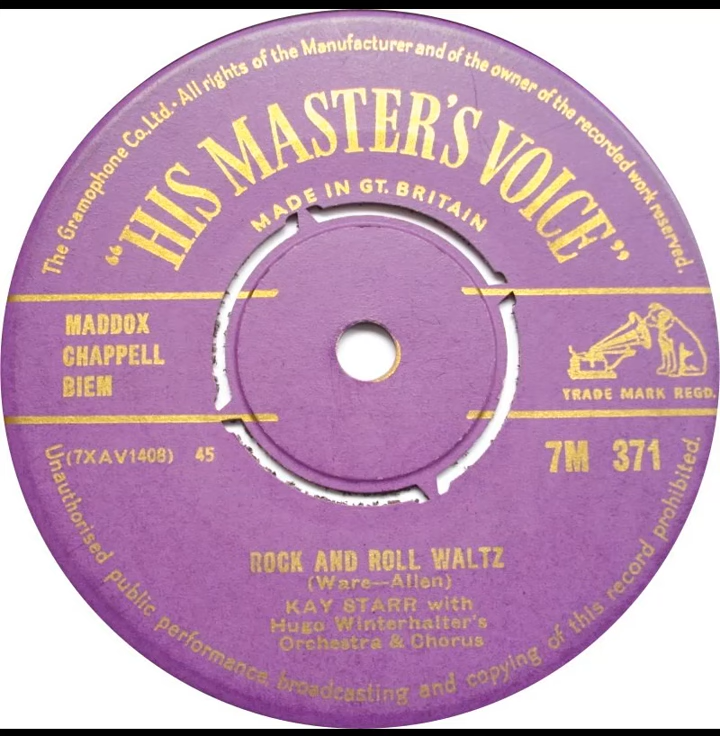 The Gramophone Co. Ltd. · All rights of the Manufacturer and of the owner of the recorded work reserved.
"HIS MASTER'S VOICE"
MADE IN GT. BRITAIN
MADDOX
CHAPPELL
BIEM
TRADE MARK REGD.
(7XAV1408) 45
7M 371
ROCK AND ROLL WALTZ
(Ware—Allen)
KAY STARR with
Hugo Winterhalter's
Orchestra & Chorus
Unauthorised public performance, broadcasting and copying of this record prohibited.